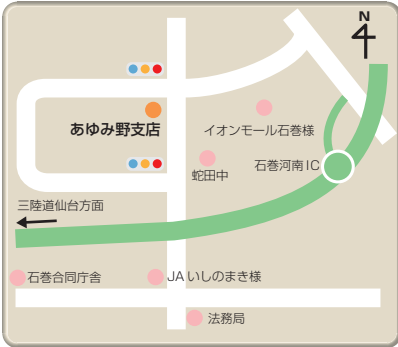 N
あゆみ野支店
イオンモール石巻様
蛇田中
石巻河南IC
三陸道仙台方面
石巻合同庁舎
JAいしのまき様
法務局